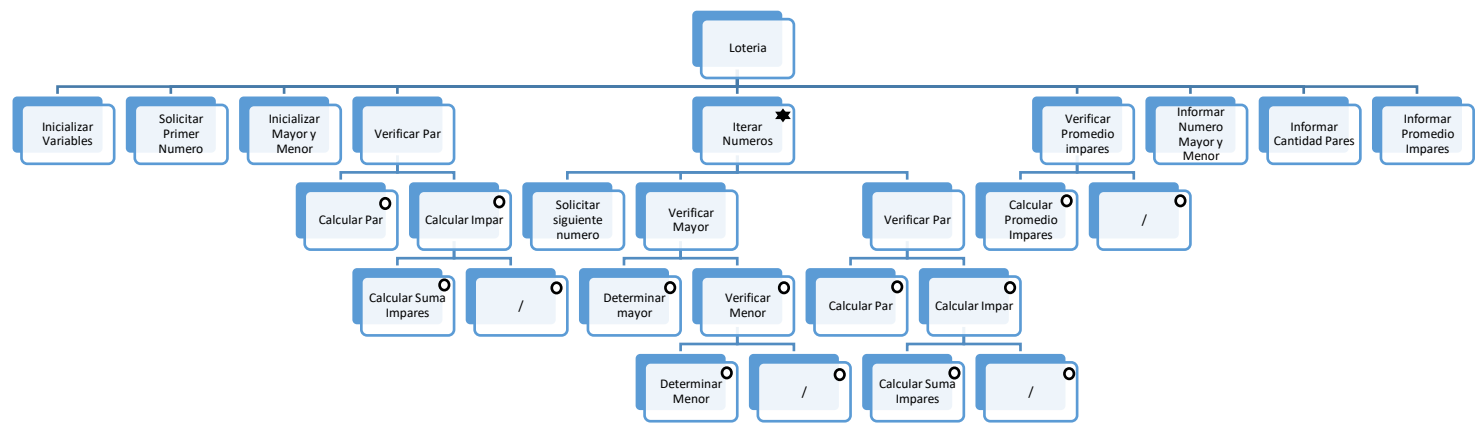 Loteria
Inicializar
Variables
Solicitar
Primer
Numero
Inicializar
Mayor y
Menor
Verificar Par
Iterar
Numeros
Verificar
Promedio
impares
Informar
Numero
Mayor y
Menor
Informar
Cantidad Pares
Informar
Promedio
Impares
Calcular Par
Calcular Impar
Solicitar
siguiente
numero
Verificar
Mayor
Verificar Par
Calcular
Promedio
Impares
/
Calcular Suma
Impares
/
Determinar
mayor
Verificar
Menor
Calcular Par
Calcular Impar
Determinar
Menor
/
Calcular Suma
Impares
/